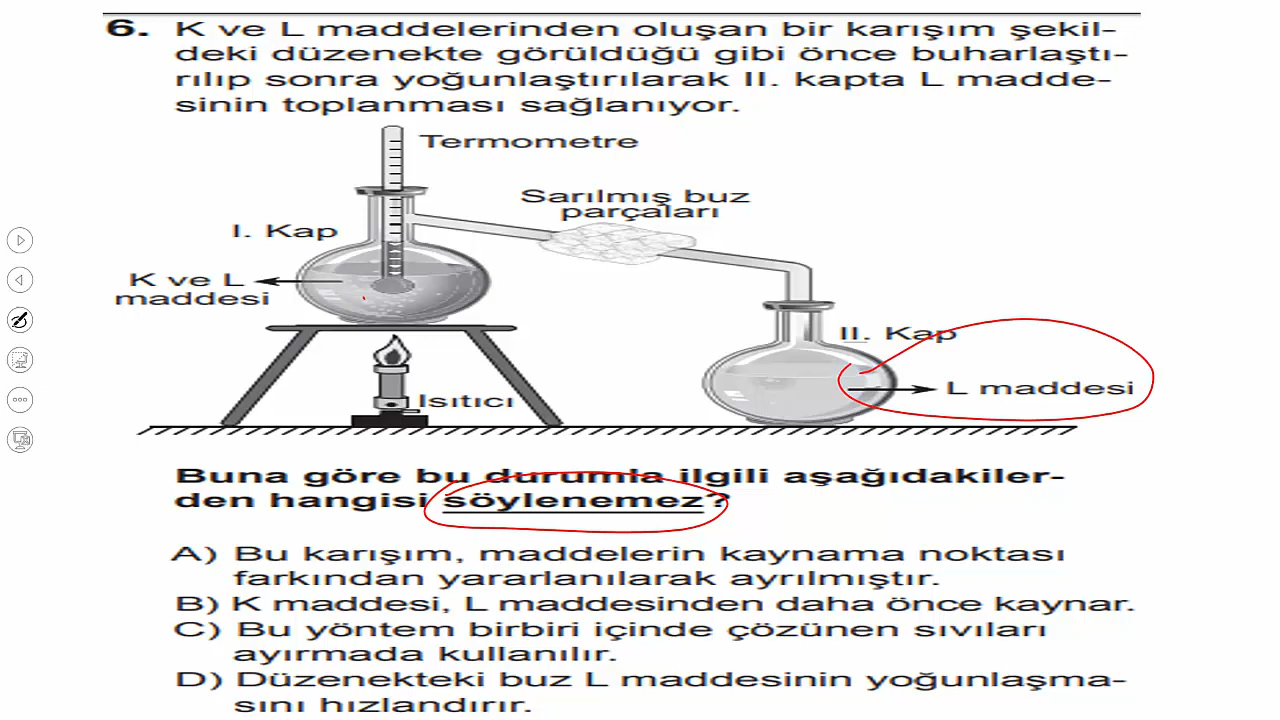 6. K ve L maddelerinden oluşan bir karışım şekil-
deki düzenekte görüldüğü gibi önce buharlaştı-
rılıp sonra yoğunlaştırılarak II. kapta L madde-
sinin toplanması sağlanıyor.
Termometre
Sarılmış buz
parçaları
I. Kap
K ve L
maddesi
II. Kap
L maddesi
Isıtıcı
Buna göre bu durumla ilgili aşağıdakiler-
den hangisi söylenemez?
A) Bu karışım, maddelerin kaynama noktası
farkından yararlanılarak ayrılmıştır.
B) K maddesi, L maddesinden daha önce kaynar.
C) Bu yöntem birbiri içinde çözünen sıvıları
ayırmada kullanılır.
D) Düzenekteki buz L maddesinin yoğunlaşma-
sını hızlandırır.